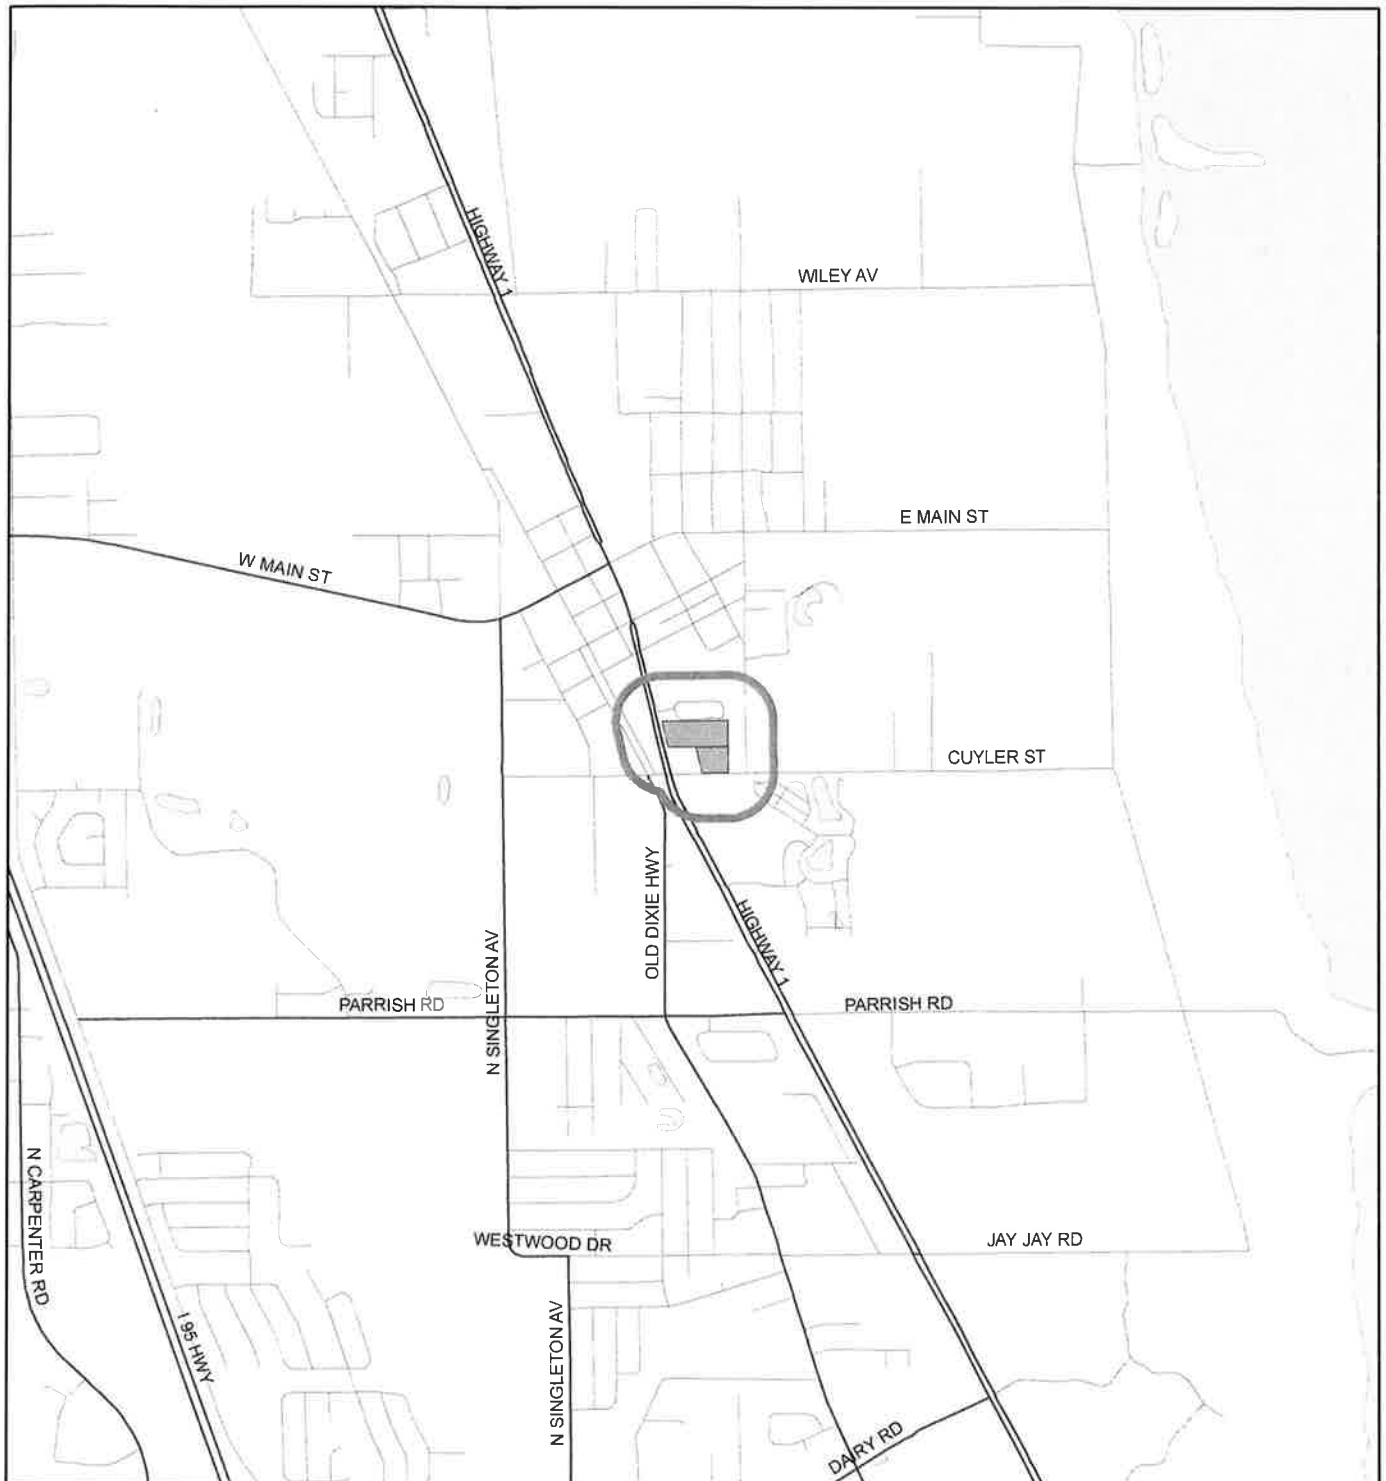 HIGHWAY 1
WILEY AV
E MAIN ST
W MAIN ST
CUYLER ST
OLD DIXIE HWY
HIGHWAY 1
N SINGLETON AV
PARRISH RD
PARRISH RD
N CARPENTER RD
WESTWOOD DR
JAY JAY RD
I 95 HWY
N SINGLETON AV
DAIRY RD